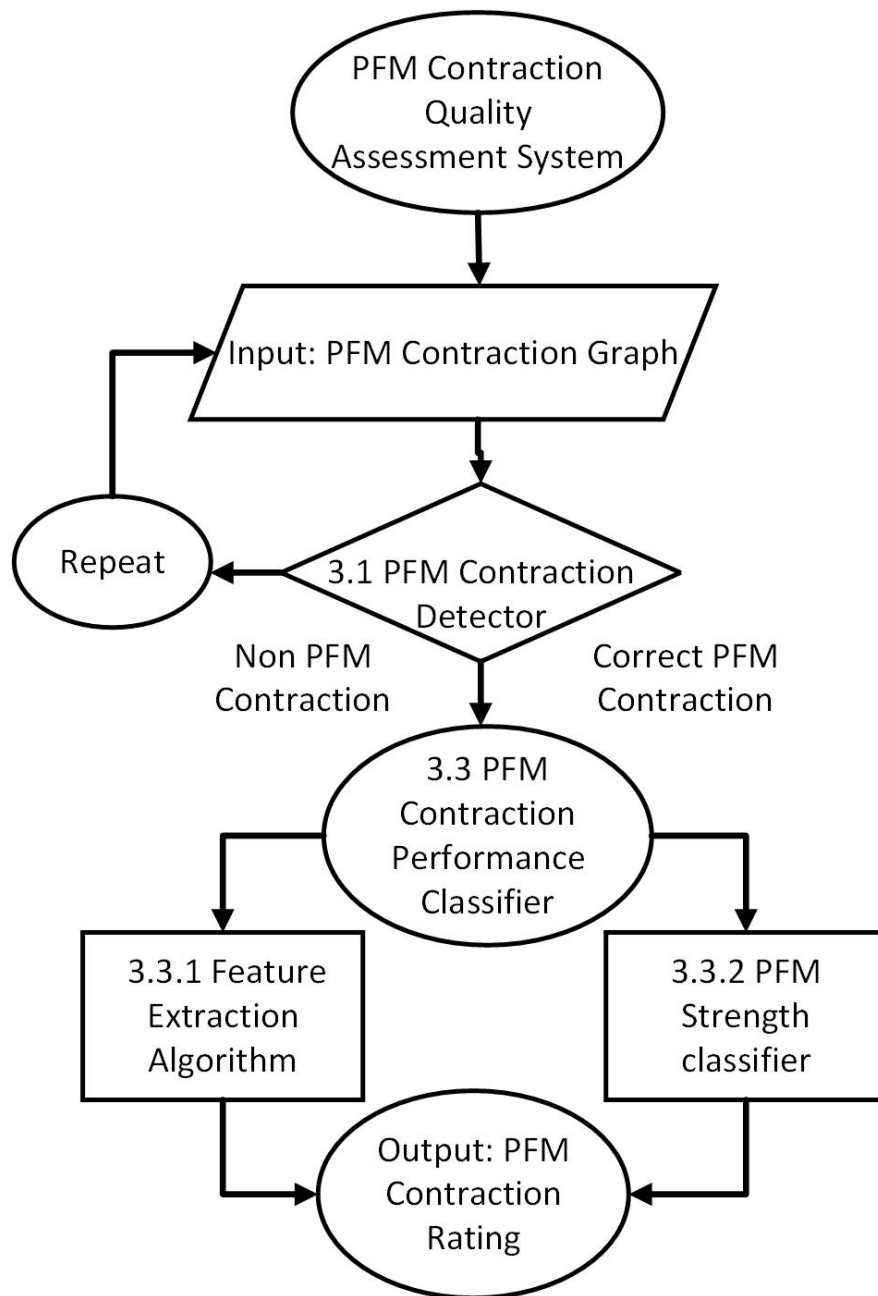 PFM Contraction
Quality
Assessment System
Input: PFM Contraction Graph
Repeat
3.1 PFM Contraction
Detector
Non PFM
Contraction
Correct PFM
Contraction
3.3 PFM
Contraction
Performance
Classifier
3.3.1 Feature
Extraction
Algorithm
3.3.2 PFM
Strength
classifier
Output: PFM
Contraction
Rating